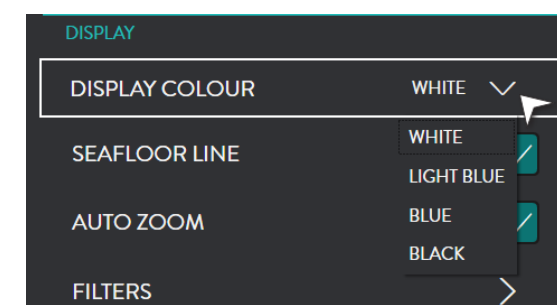 DISPLAY
DISPLAY COLOUR WHITE
SEAFLOOR LINE
WHITE
LIGHT BLUE
AUTO ZOOM
BLUE
BLACK
FILTERS